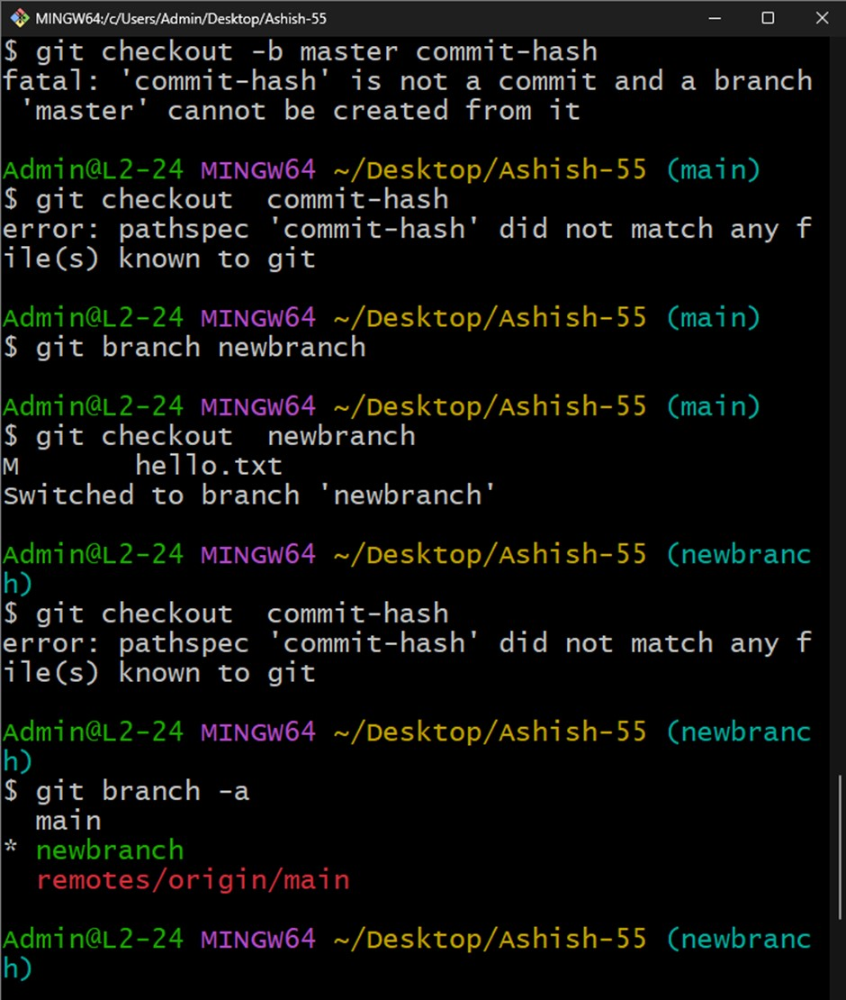 MINGW64:/c/Users/Admin/Desktop/Ashish-55
$ git checkout -b master commit-hash
fatal: 'commit-hash' is not a commit and a branch
 'master' cannot be created from it
Admin@L2-24 MINGW64 ~/Desktop/Ashish-55 (main)
$ git checkout  commit-hash
error: pathspec 'commit-hash' did not match any f
ile(s) known to git
Admin@L2-24 MINGW64 ~/Desktop/Ashish-55 (main)
$ git branch newbranch
Admin@L2-24 MINGW64 ~/Desktop/Ashish-55 (main)
$ git checkout  newbranch
M       hello.txt
Switched to branch 'newbranch'
Admin@L2-24 MINGW64 ~/Desktop/Ashish-55 (newbranc
h)
$ git checkout  commit-hash
error: pathspec 'commit-hash' did not match any f
ile(s) known to git
Admin@L2-24 MINGW64 ~/Desktop/Ashish-55 (newbranc
h)
$ git branch -a
  main
* newbranch
  remotes/origin/main
Admin@L2-24 MINGW64 ~/Desktop/Ashish-55 (newbranc
h)